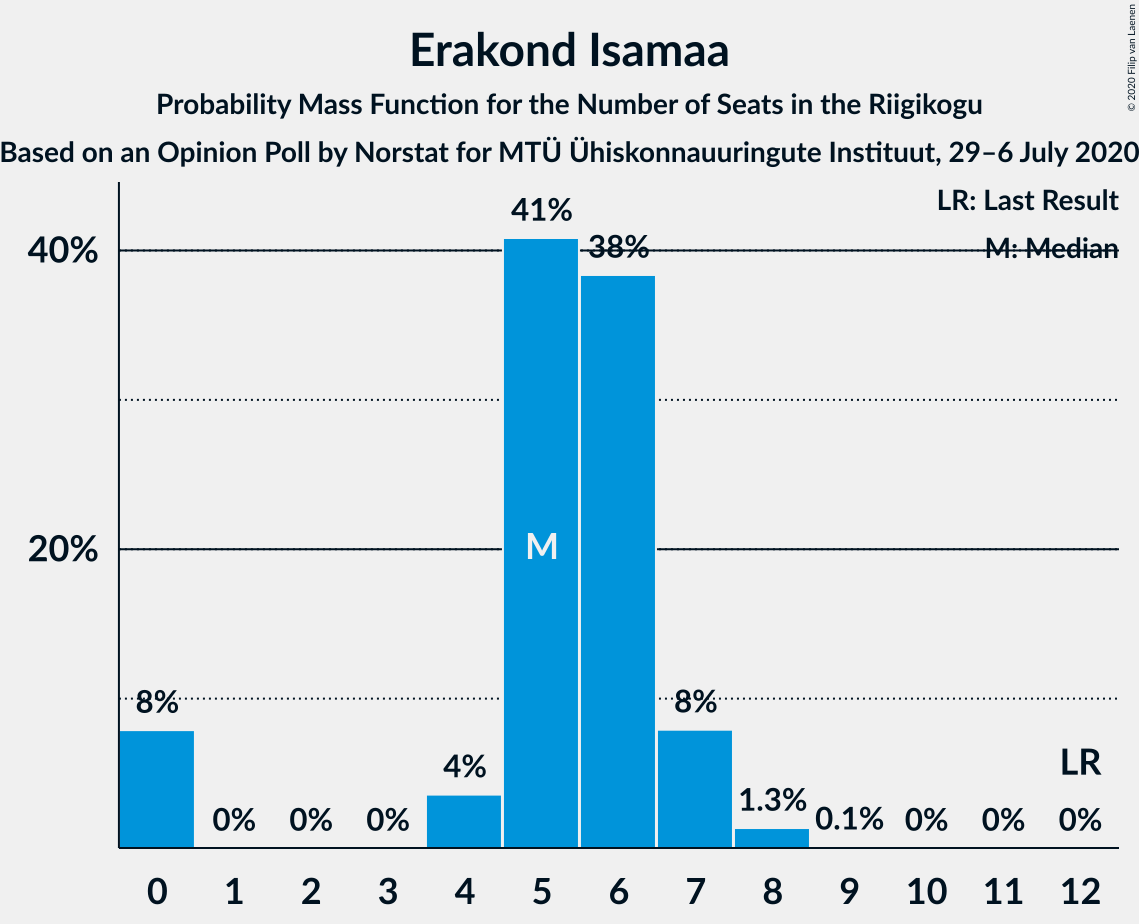 Erakond Isamaa
Probability Mass Function for the Number of Seats in the Riigikogu
Based on an Opinion Poll by Norstat for MTÜ Ühiskonnauuringute Instituut, 29–6 July 2020
© 2020 Filip van Laenen
LR: Last Result
M: Median
40%
20%
41%
38%
M
8%
0%
0%
0%
4%
8%
1.3%
0.1%
0%
0%
0%
LR
0 1 2 3 4 5 6 7 8 9 10 11 12